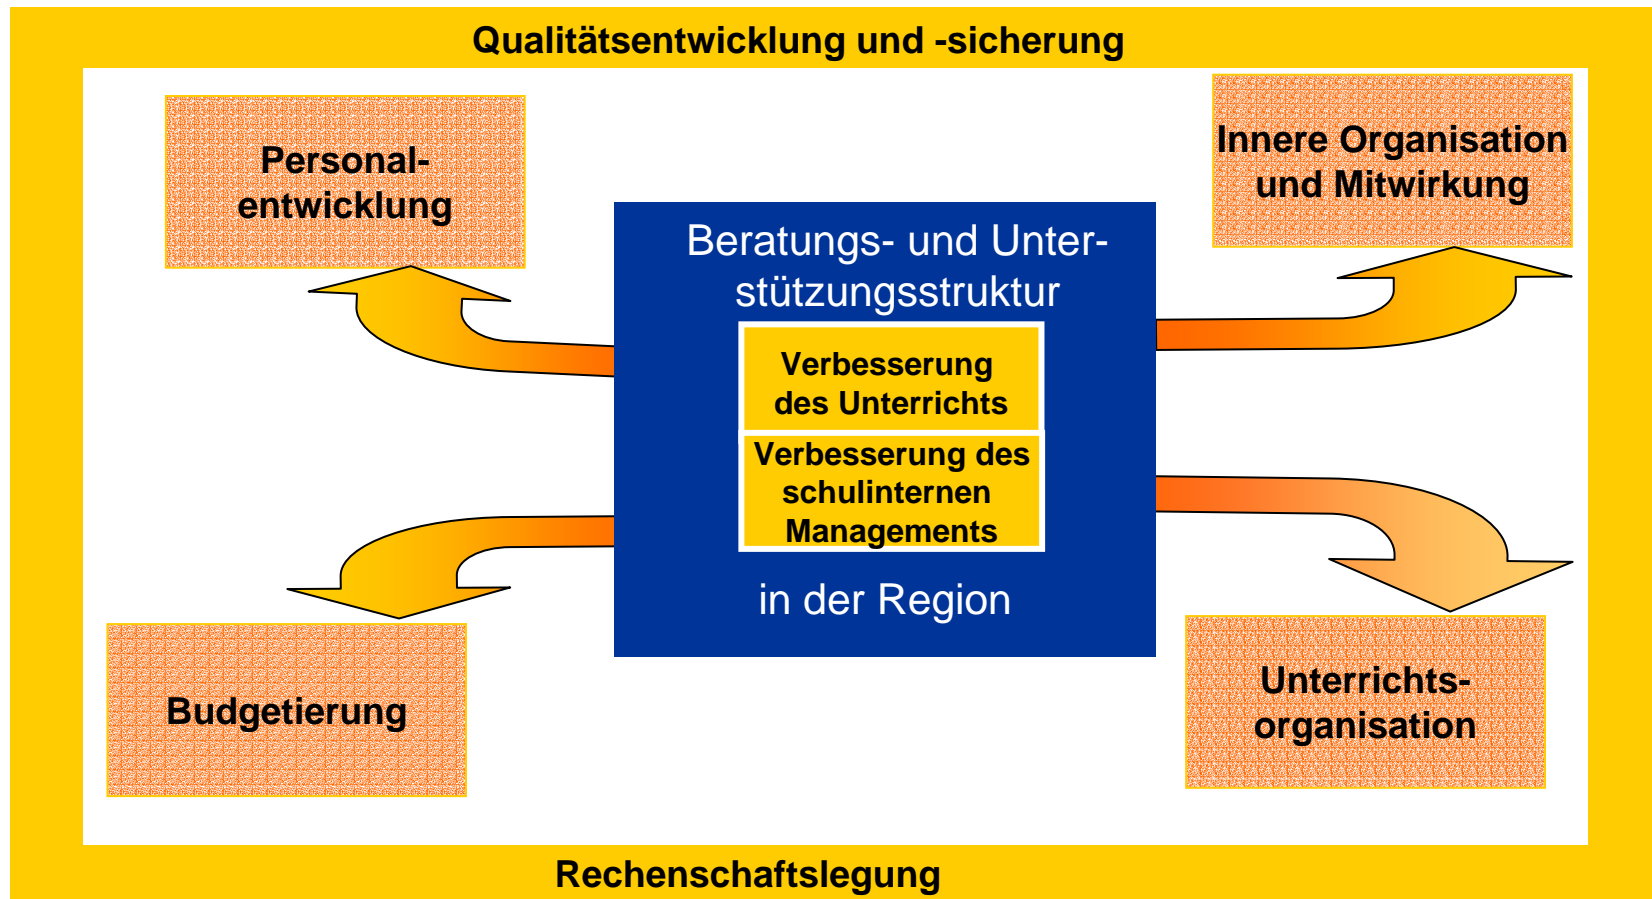 Qualitätsentwicklung und -sicherung
Personal-
entwicklung
Innere Organisation
und Mitwirkung
Beratungs- und Unter-
stützungsstruktur
Verbesserung
des Unterrichts
Verbesserung des
schulinternen
Managements
in der Region
Budgetierung
Unterrichts-
organisation
Rechenschaftslegung